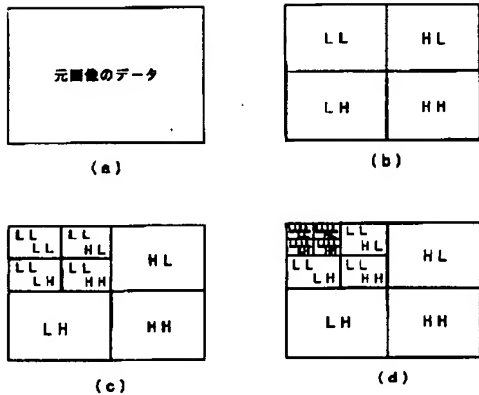 元画像のデータ
(a)
LL HL
LH HH
(b)
LL LL
LL HL
HL
LL LH
LL HH
LH HH
(c)
LL HL
HL
LL LH
LL HH
LH HH
(d)